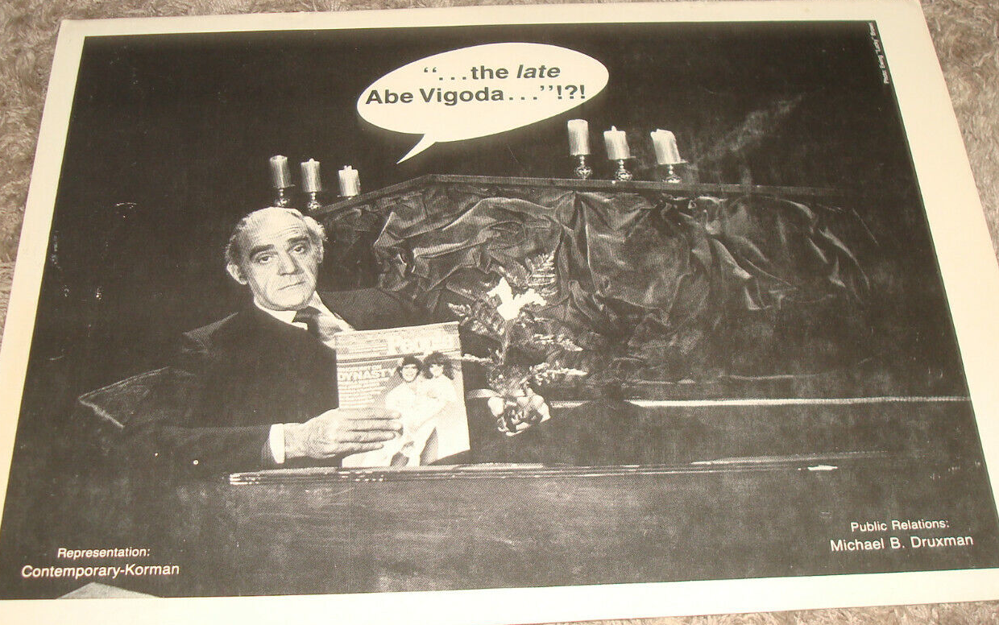 “...the late
Abe Vigoda...”!?!
People
DYNASTY
Representation:
Contemporary-Korman
Public Relations:
Michael B. Druxman